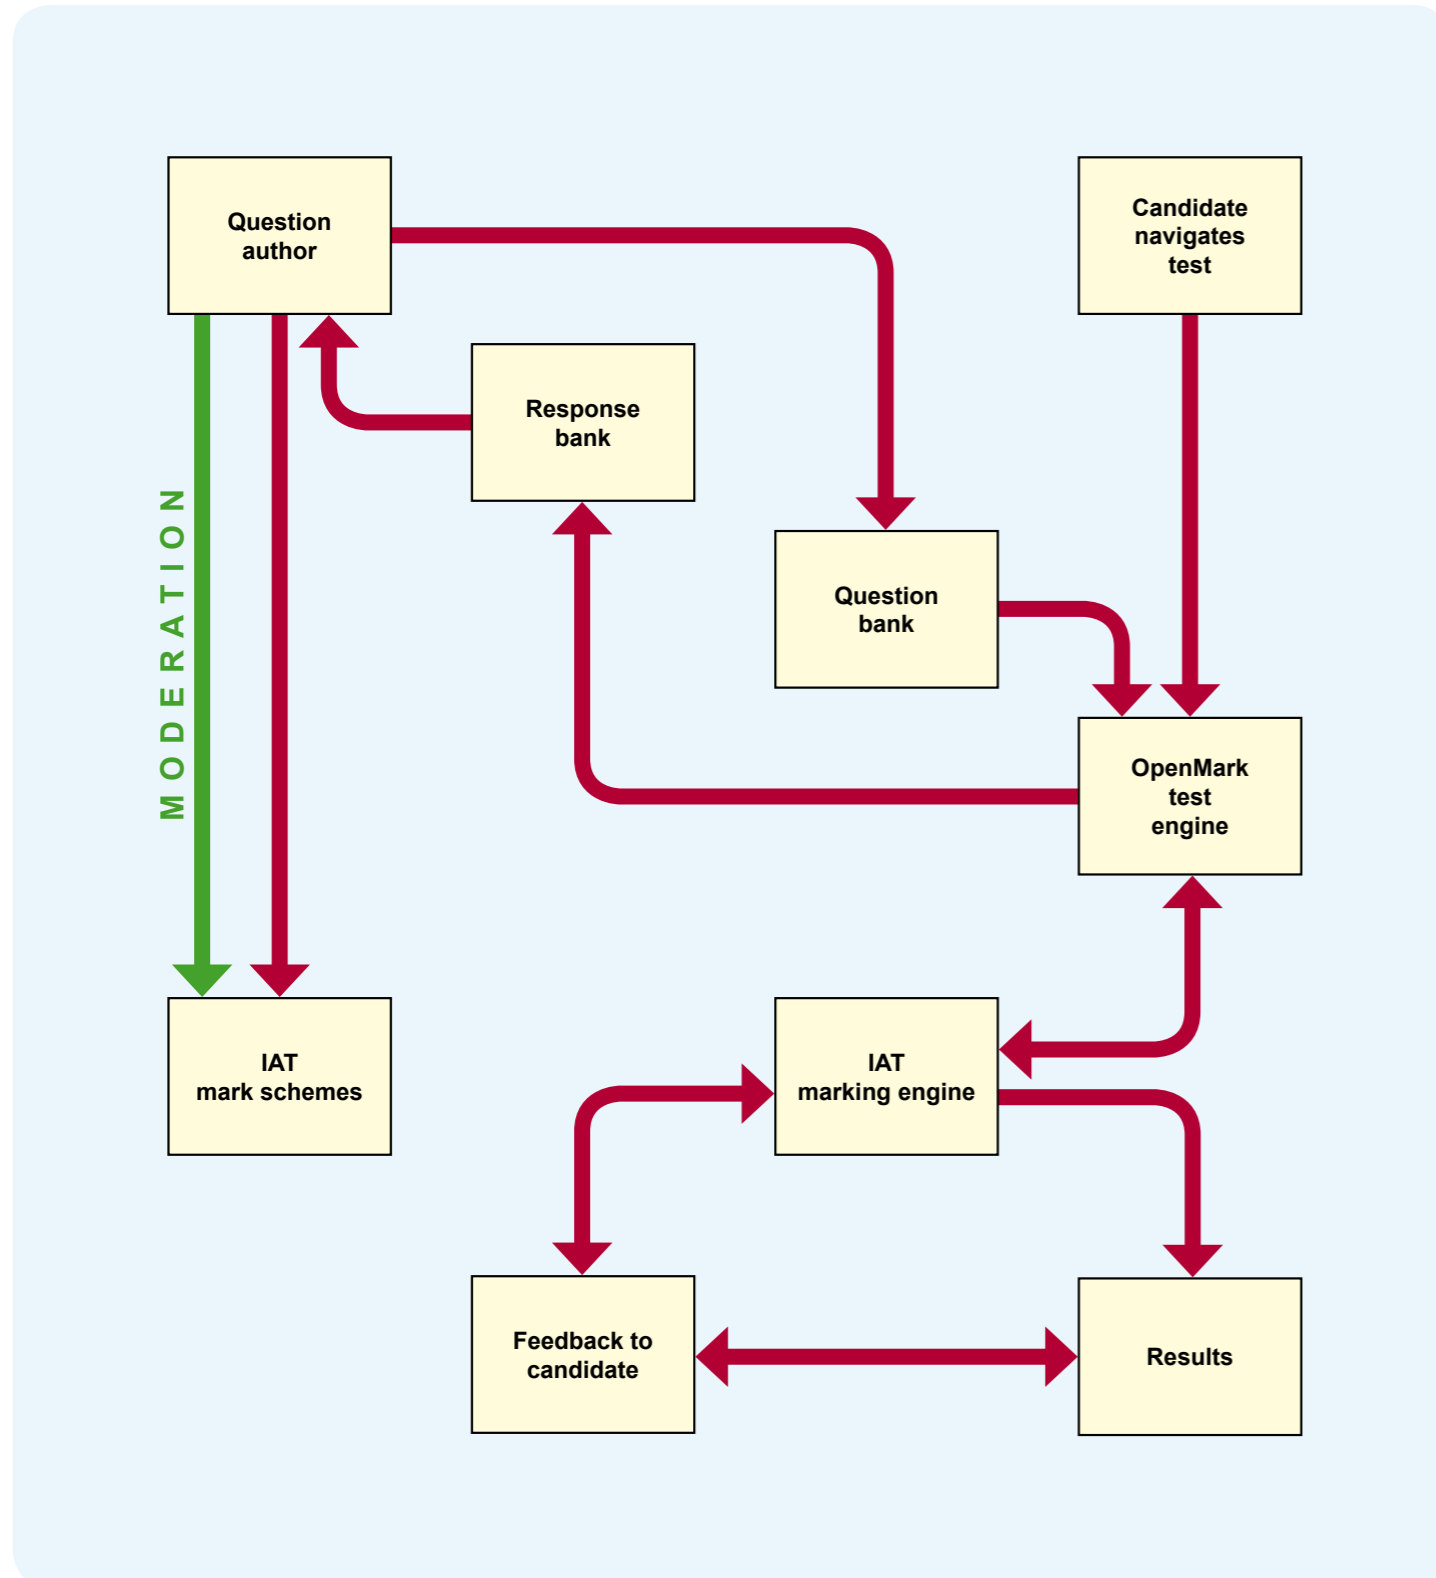 Question
author
Candidate
navigates
test
Response
bank
MODERATION
Question
bank
OpenMark
test
engine
IAT
mark schemes
IAT
marking engine
Feedback to
candidate
Results